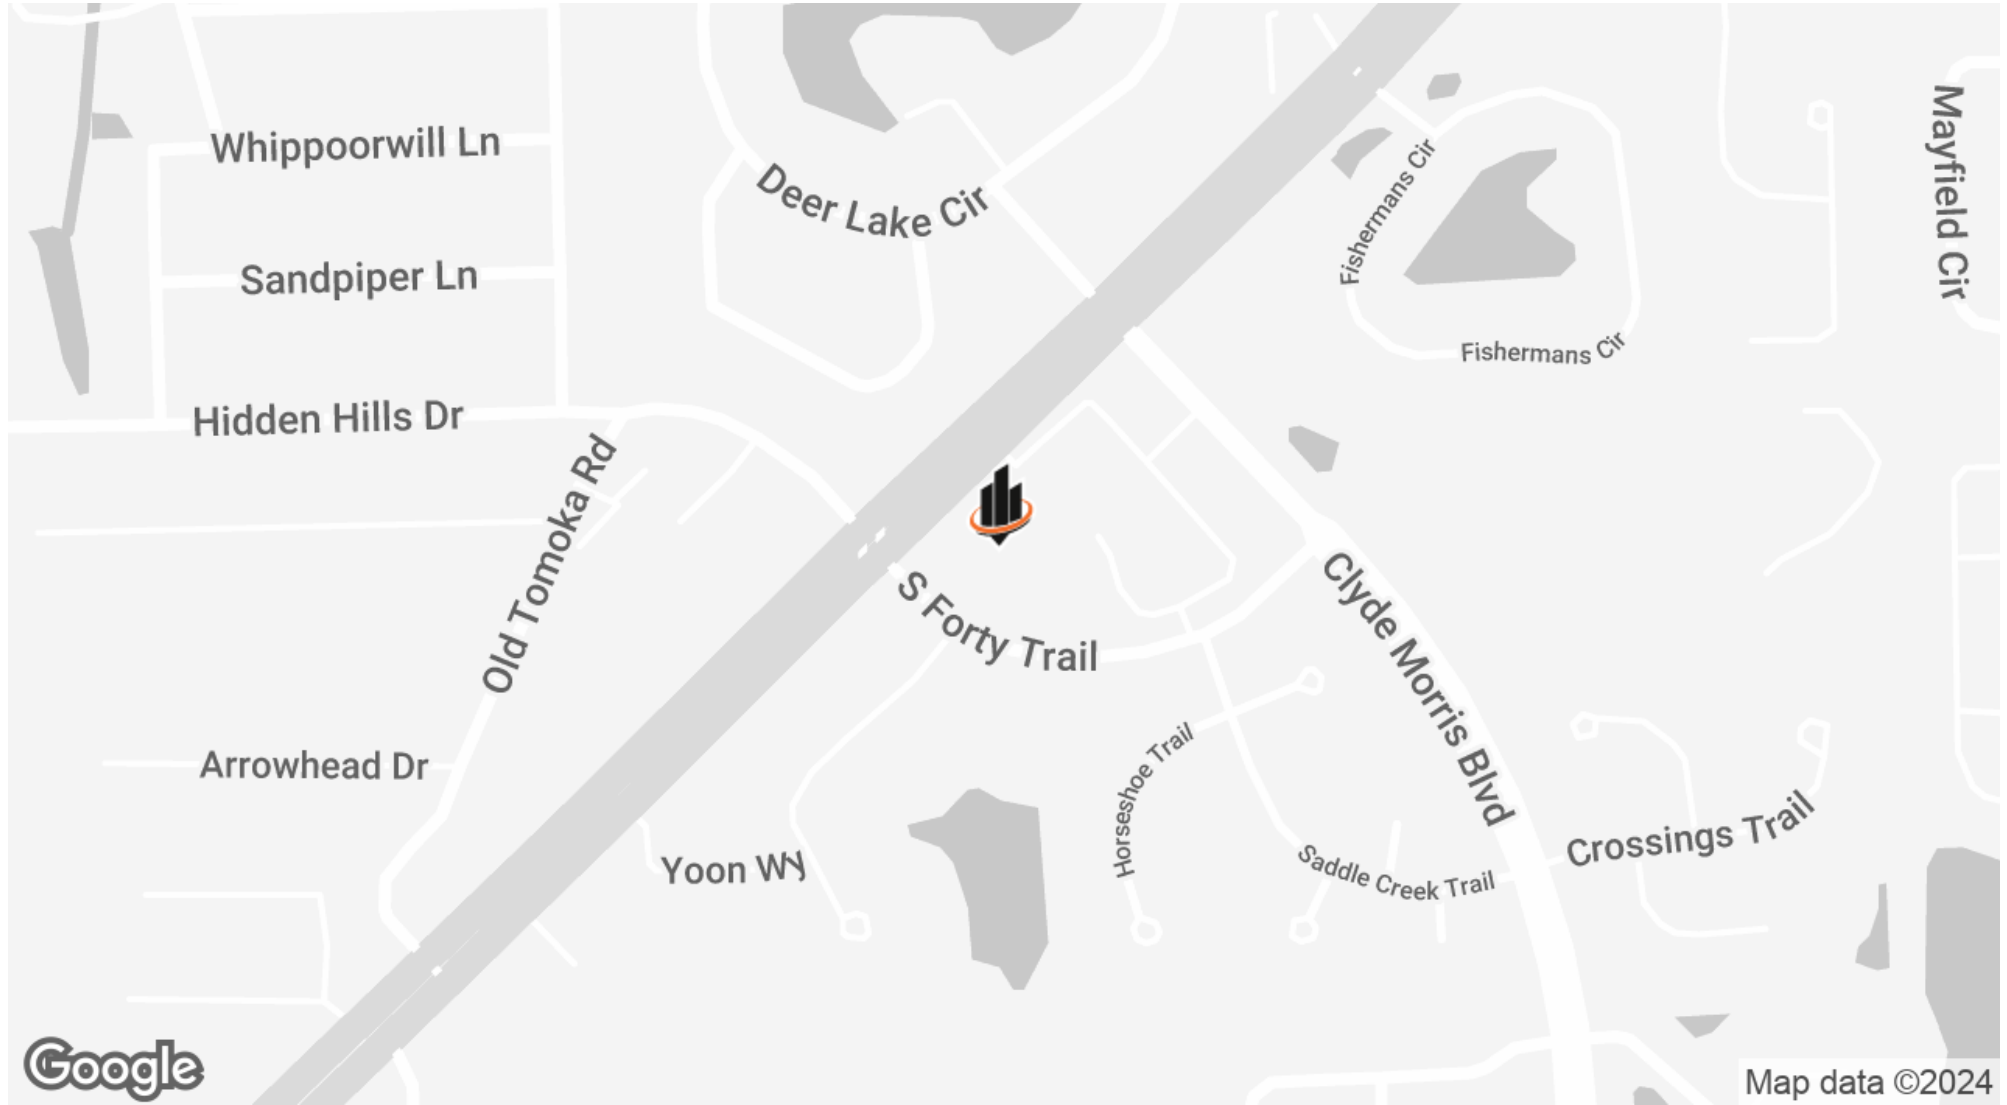 Whippoorwill Ln
Deer Lake Cir
Fishermans Cir
Mayfield Cir
Sandpiper Ln
Fishermans Cir
Hidden Hills Dr
Old Tomoka Rd
S Forty Trail
Clyde Morris Blvd
Arrowhead Dr
Horseshoe Trail
Yoon Wy
Crossings Trail
Saddle Creek Trail
Google
Map data ©2024